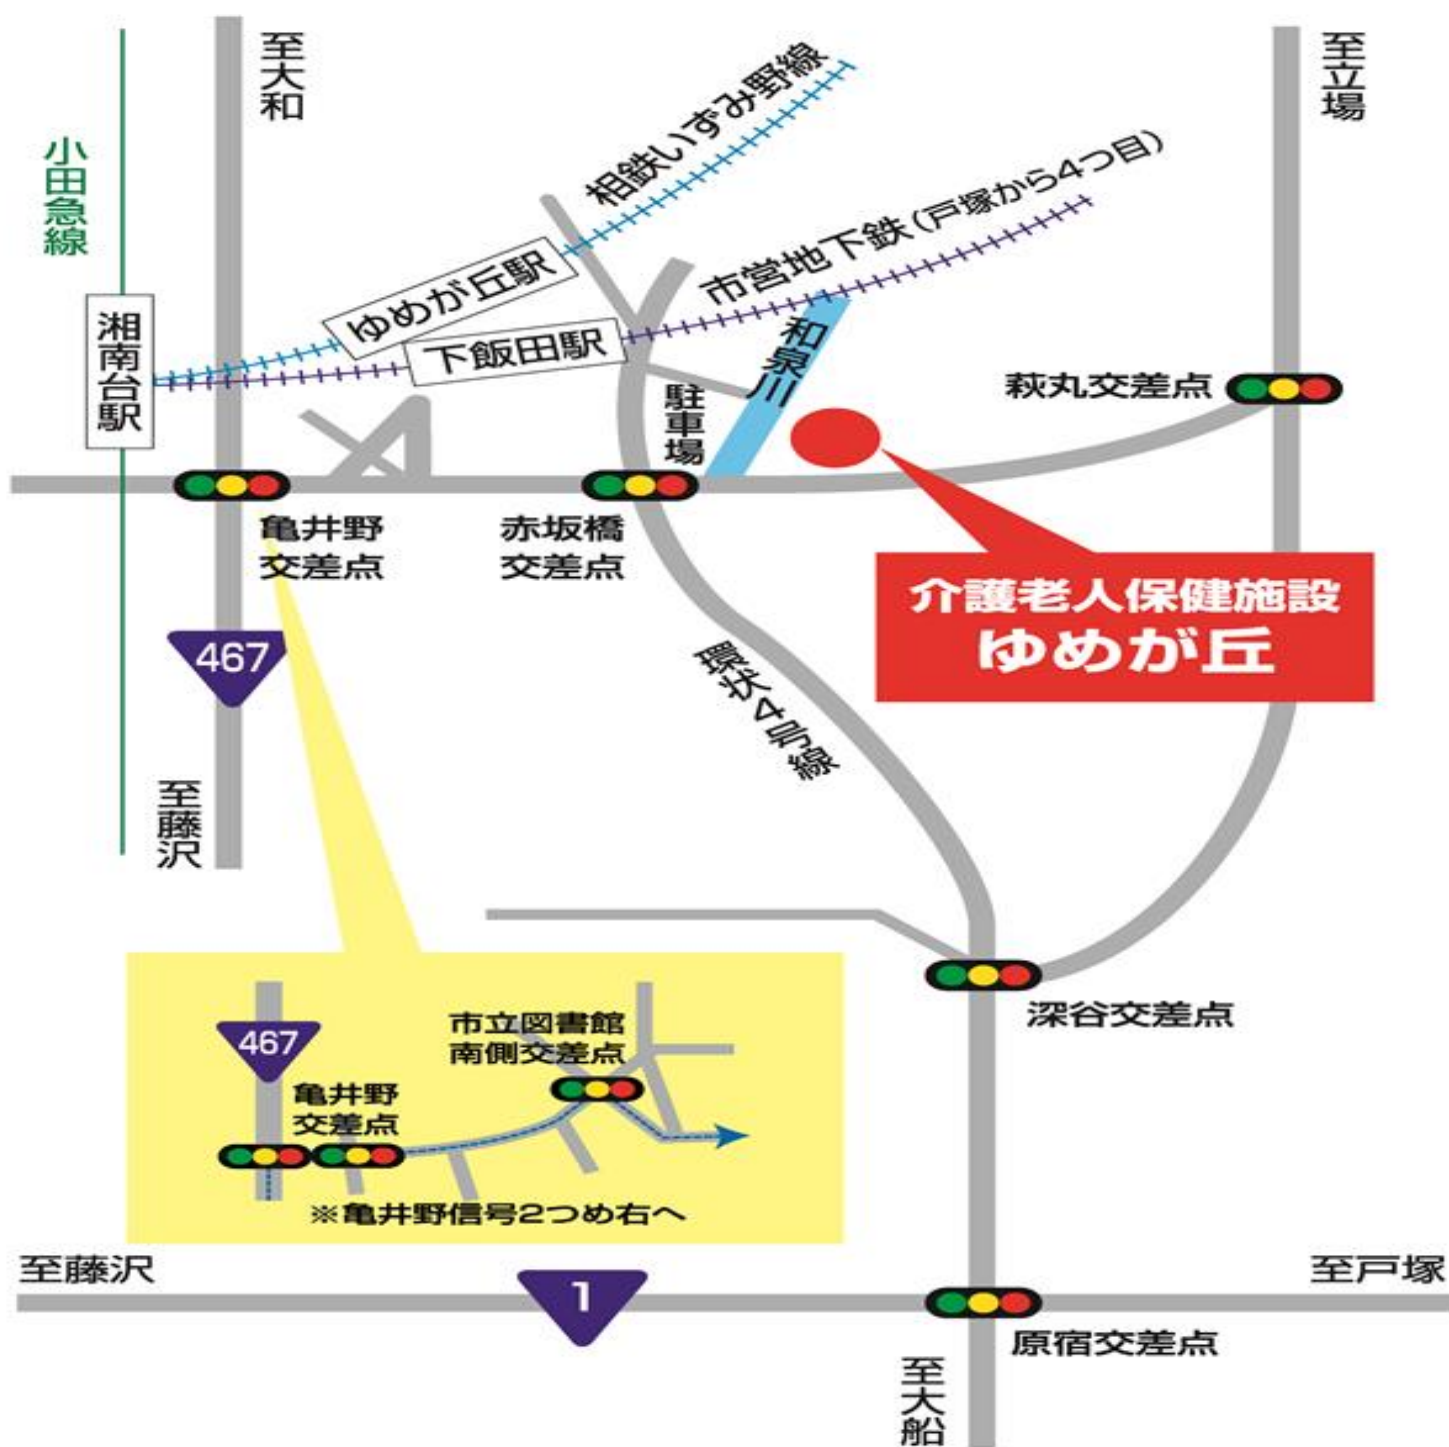 至大和
至立場
小田急線
相鉄いずみ野線
市営地下鉄(戸塚から4つ目)
ゆめが丘駅
下飯田駅
湘南台駅
和泉川
駐車場
萩丸交差点
亀井野
交差点
赤坂橋
交差点
介護老人保健施設
ゆめが丘
467
環状4号線
至藤沢
深谷交差点
467
市立図書館
南側交差点
亀井野
交差点
※亀井野信号2つめ右へ
至藤沢
1
至戸塚
原宿交差点
至大船